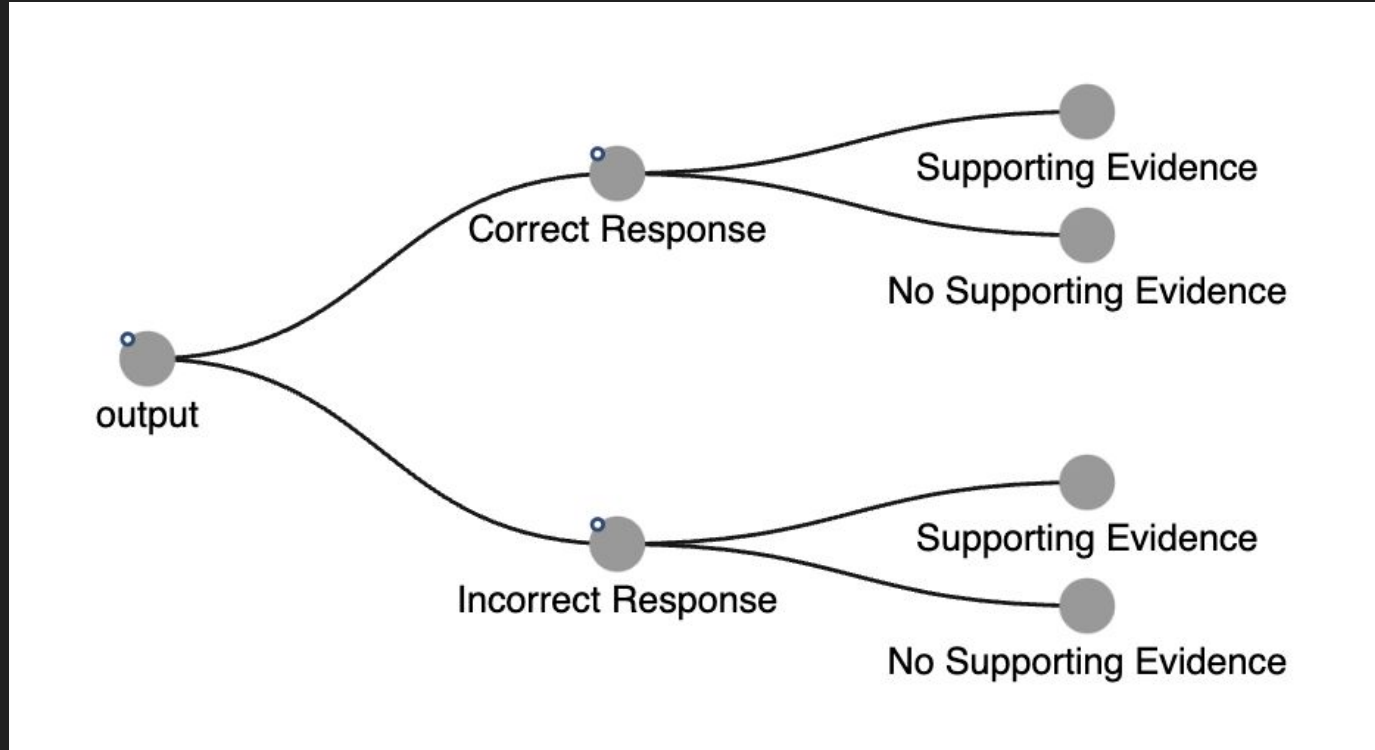 Supporting Evidence
Correct Response
No Supporting Evidence
output
Supporting Evidence
Incorrect Response
No Supporting Evidence